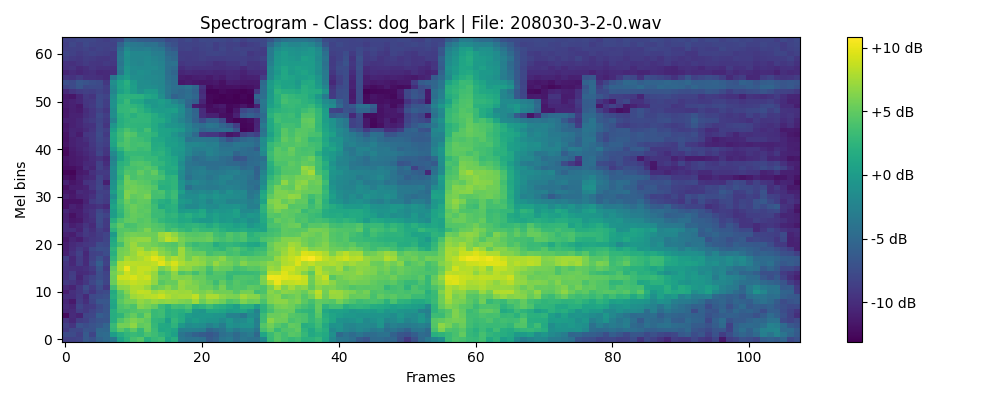 Spectrogram - Class: dog_bark | File: 208030-3-2-0.wav
60
50
40
30
20
10
0
Mel bins
0 20 40 60 80 100
Frames
+10 dB
+5 dB
+0 dB
-5 dB
-10 dB